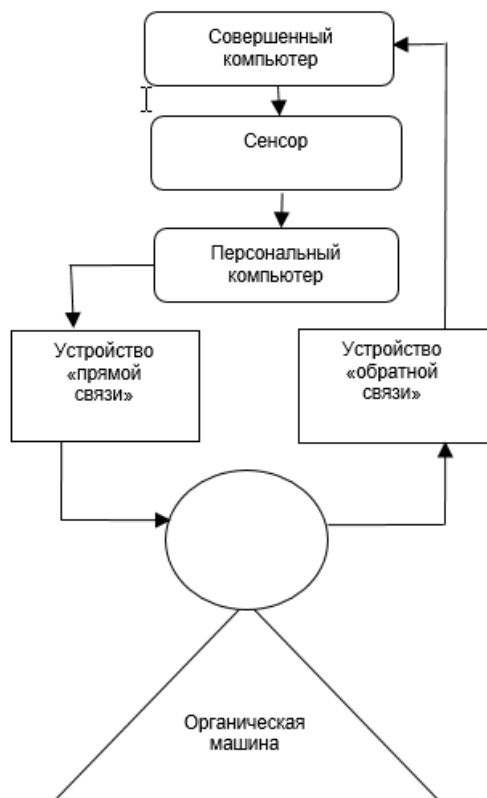 Совершенный
компьютер
Сенсор
Персональный
компьютер
Устройство
«прямой
связи»
Устройство
«обратной
связи»
Органическая
машина